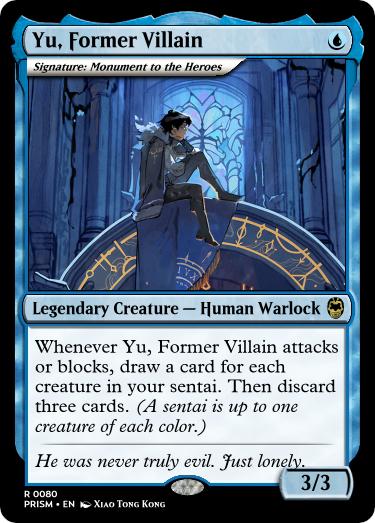 Yu, Former Villain
Signature: Monument to the Heroes
Legendary Creature — Human Warlock
Whenever Yu, Former Villain attacks
or blocks, draw a card for each
creature in your sentai. Then discard
three cards. (A sentai is up to one
creature of each color.)
He was never truly evil. Just lonely.
3/3
R 0080
PRISM • EN Xiao Tong Kong